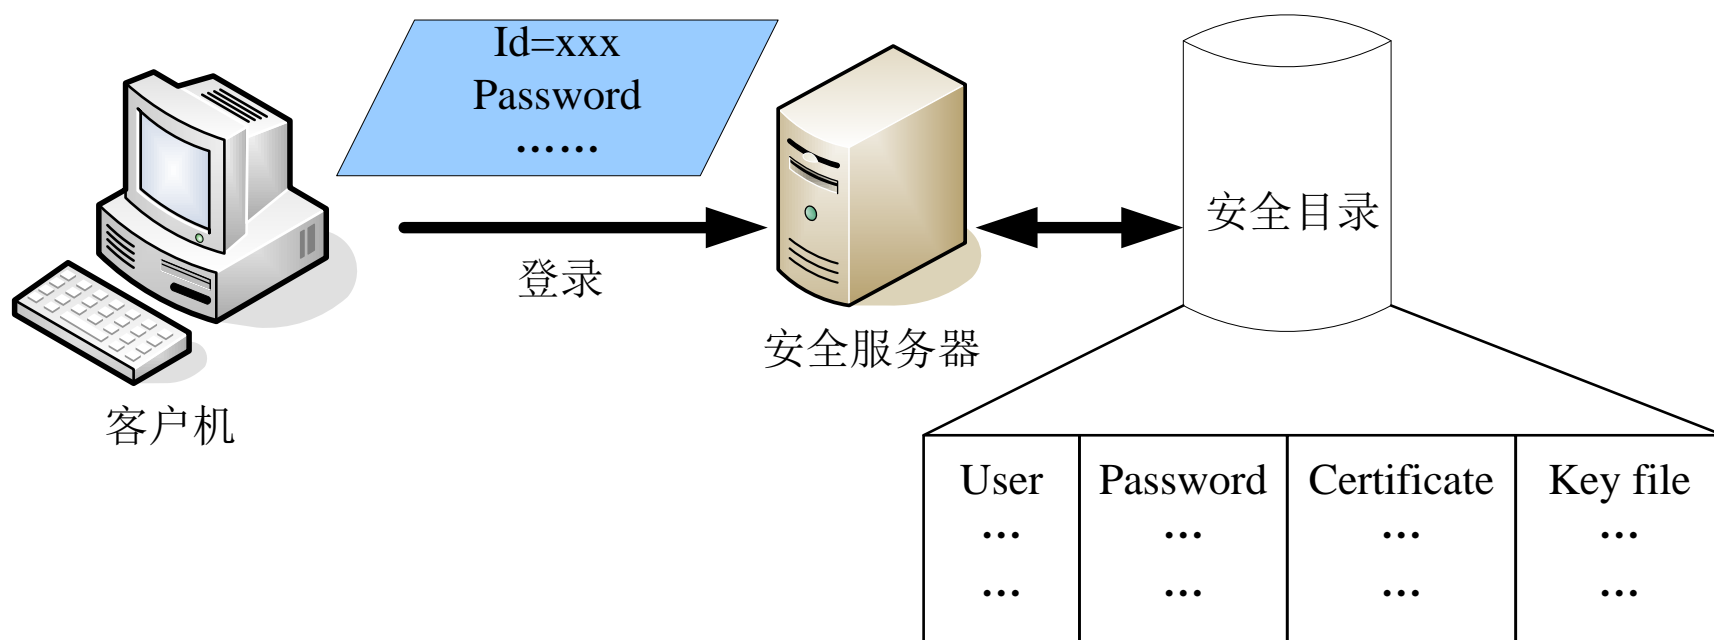 Id=xxx
Password
……
登录
客户机
安全服务器
安全目录
User Password Certificate Key file
... ... ... ...
... ... ... ...